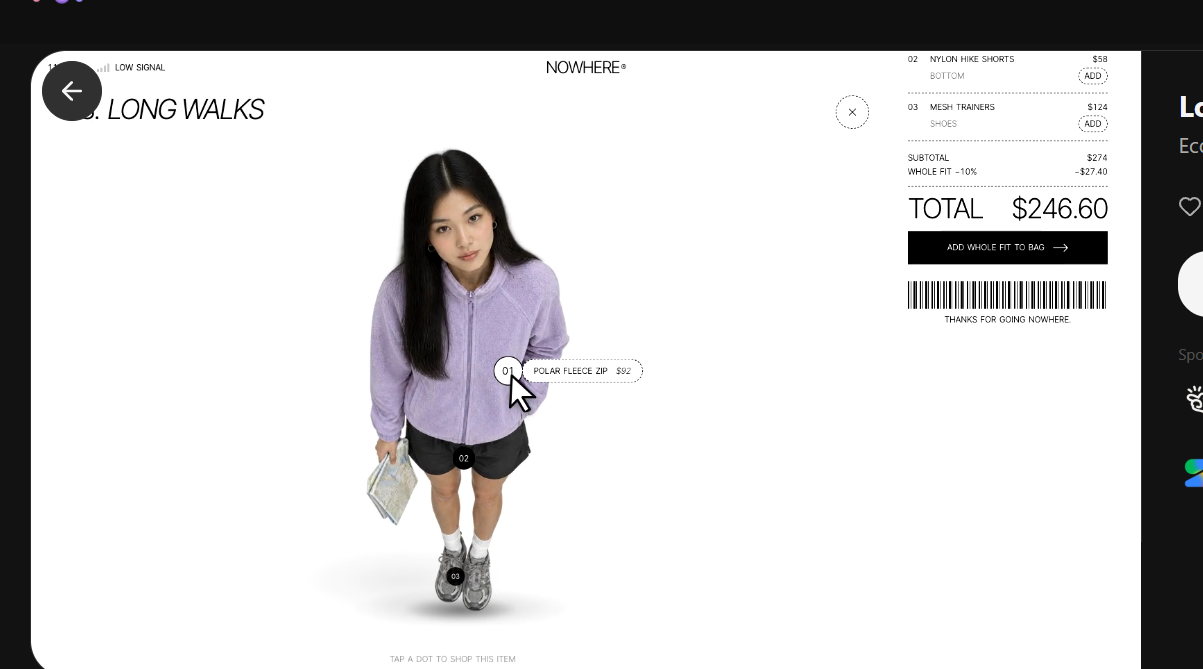 LOW SIGNAL
NOWHERE®
LONG WALKS
02 NYLON HIKE SHORTS $58
BOTTOM ADD
03 MESH TRAINERS $124
SHOES ADD
SUBTOTAL $274
WHOLE FIT -10% -$27.40
TOTAL $246.60
ADD WHOLE FIT TO BAG →
THANKS FOR GOING NOWHERE.
01 POLAR FLEECE ZIP $92
02
03
TAP A DOT TO SHOP THIS ITEM